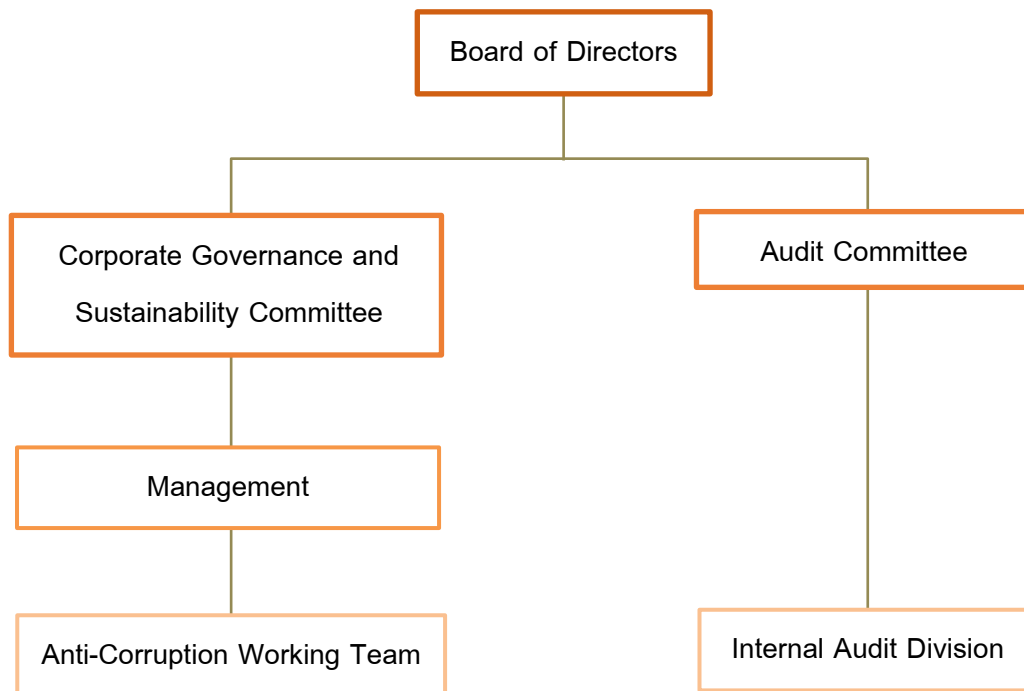 Board of Directors
Corporate Governance and
Sustainability Committee
Audit Committee
Management
Anti-Corruption Working Team
Internal Audit Division